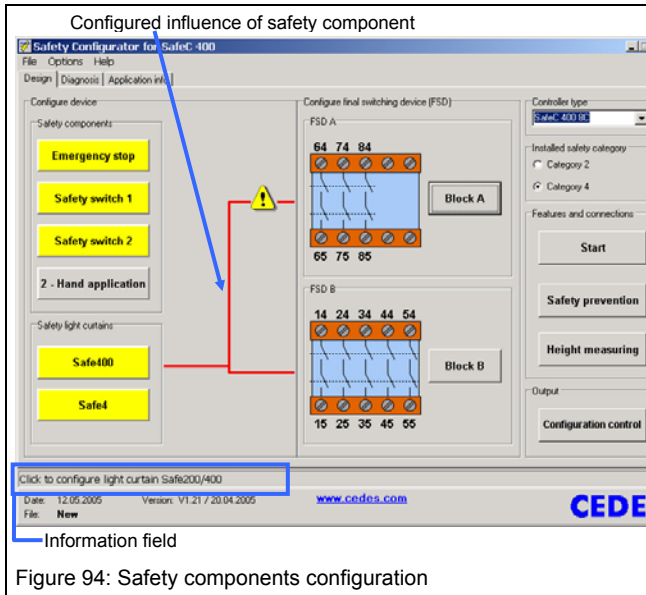 Configured influence of safety component
Safety Configurator for SafeC 400
File Options Help
Design Diagnosis Application info
Configure device
Safety components
Emergency stop
Safety switch 1
Safety switch 2
2 - Hand application
Safety light curtains
Safe400
Safe4
Configure final switching device (FSD)
FSD A
64 74 84
65 75 85
Block A
FSD B
14 24 34 44 54
15 25 35 45 55
Block B
Controller type
SafeC 400 8C
Installed safety category
Category 2
Category 4
Features and connections
Start
Safety prevention
Height measuring
Output
Configuration control
Click to configure light curtain Safe200/400
Date: 12.05.2005 Version: V1.21 / 20.04.2005 www.cedes.com
File: New
CEDE
Information field
Figure 94: Safety components configuration